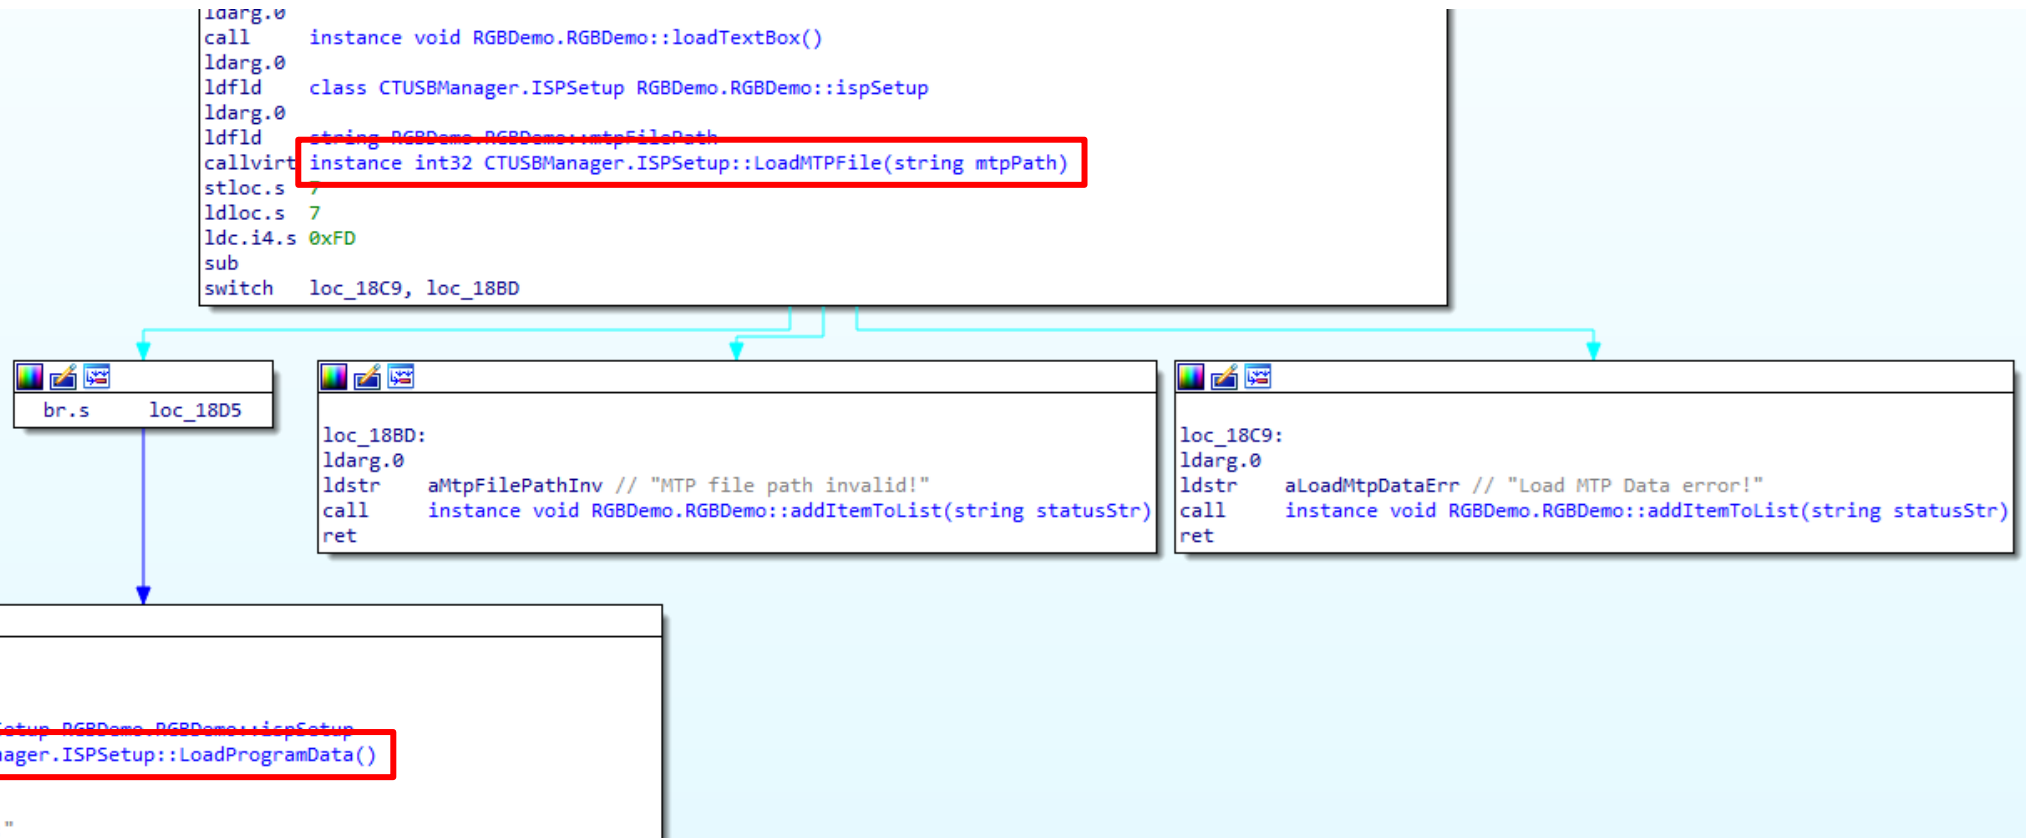 ldarg.0
call instance void RGBDemo.RGBDemo::loadTextBox()
ldarg.0
ldfld class CTUSBManager.ISPSetup RGBDemo.RGBDemo::ispSetup
ldarg.0
ldfld string RGBDemo.RGBDemo::mtpFilePath
callvirt instance int32 CTUSBManager.ISPSetup::LoadMTPFile(string mtpPath)
stloc.s 7
ldloc.s 7
ldc.i4.s 0xFD
sub
switch loc_18C9, loc_18BD
br.s loc_18D5
loc_18BD:
ldarg.0
ldstr aMtpFilePathInv // "MTP file path invalid!"
call instance void RGBDemo.RGBDemo::addItemToList(string statusStr)
ret
loc_18C9:
ldarg.0
ldstr aLoadMtpDataErr // "Load MTP Data error!"
call instance void RGBDemo.RGBDemo::addItemToList(string statusStr)
ret
Setup RGBDemo.RGBDemo::ispSetup
nager.ISPSetup::LoadProgramData()
"